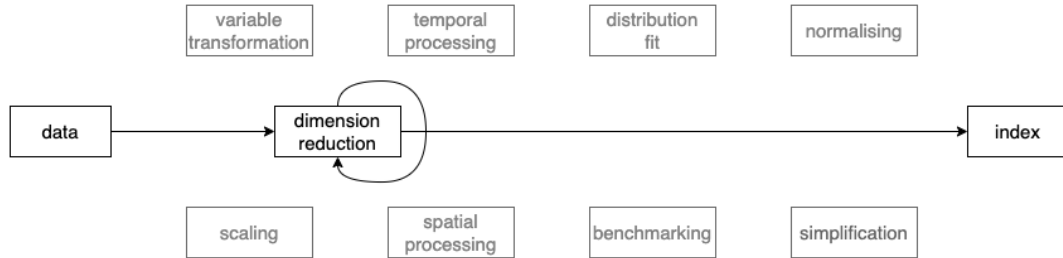 variable
transformation
temporal
processing
distribution
fit
normalising
data
dimension
reduction
index
scaling
spatial
processing
benchmarking
simplification